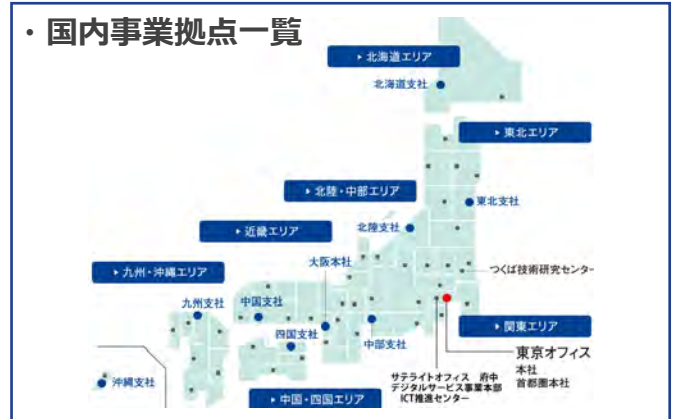 ・国内事業拠点一覧
▸北海道エリア
北海道支社
▸東北エリア
▸北陸・中部エリア
東北支社
北陸支社
▸近畿エリア
大阪本社
つくば技術研究センター
▸九州・沖縄エリア
九州支社
中国支社
▸関東エリア
四国支社
中部支社
東京オフィス
本社
首都圏本社
サテライトオフィス 府中
デジタルサービス事業本部
ICT推進センター
沖縄支社
▸中国・四国エリア